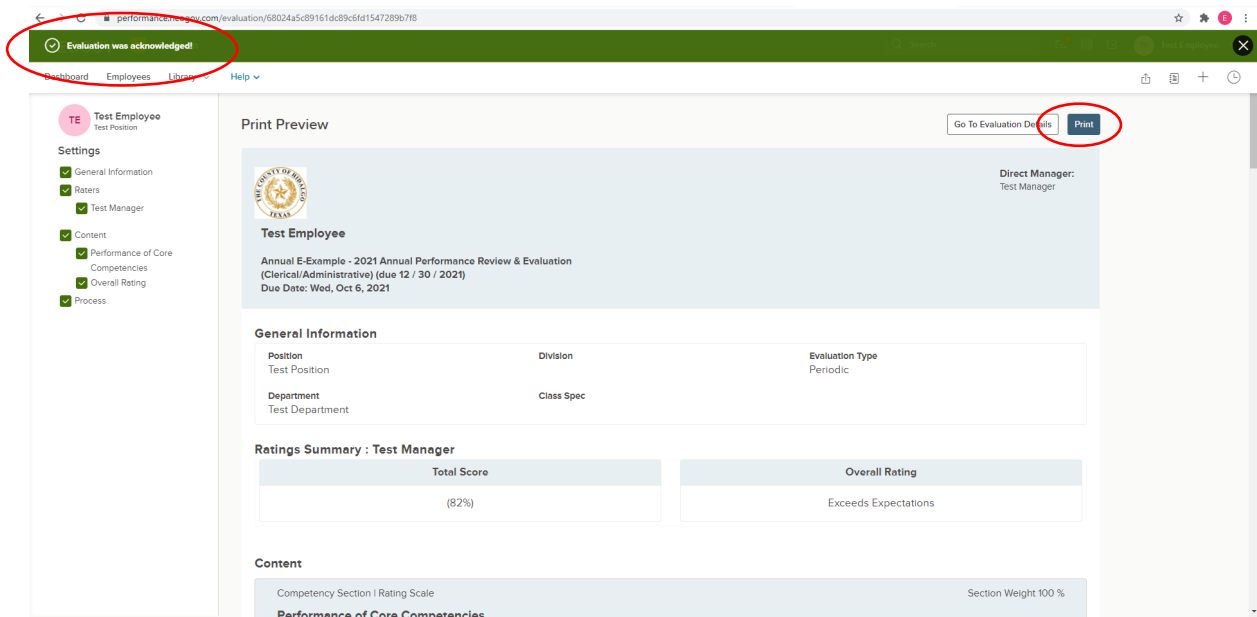 performance.neogov.com/evaluation/68024a5c89161dc89c6fd1547289b7f8
E
Evaluation was acknowledged!
Search
Test Employee
Dashboard Employees Library Help
TE
Test Employee
Test Position
Print Preview
Go To Evaluation Details
Print
Settings
General Information
Raters
Test Manager
Content
Performance of Core
Competencies
Overall Rating
Process
THE COUNTY OF HIDALGO
TEXAS
Direct Manager:
Test Manager
Test Employee
Annual E-Example - 2021 Annual Performance Review & Evaluation
(Clerical/Administrative) (due 12 / 30 / 2021)
Due Date: Wed, Oct 6, 2021
General Information
Position Division Evaluation Type
Test Position Periodic
Department Class Spec
Test Department
Ratings Summary : Test Manager
Total Score Overall Rating
(82%) Exceeds Expectations
Content
Competency Section | Rating Scale Section Weight 100 %
Performance of Core Competencies